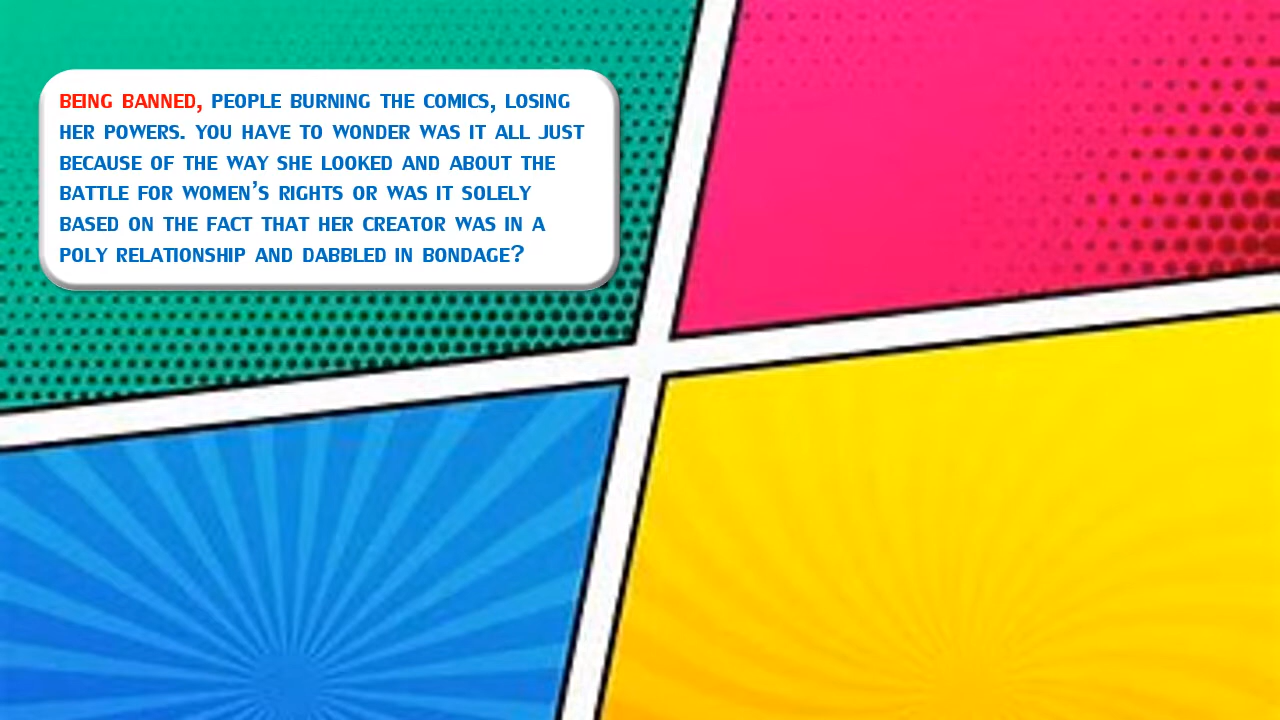 BEING BANNED, PEOPLE BURNING THE COMICS, LOSING
HER POWERS. YOU HAVE TO WONDER WAS IT ALL JUST
BECAUSE OF THE WAY SHE LOOKED AND ABOUT THE
BATTLE FOR WOMEN'S RIGHTS OR WAS IT SOLELY
BASED ON THE FACT THAT HER CREATOR WAS IN A
POLY RELATIONSHIP AND DABBLED IN BONDAGE?